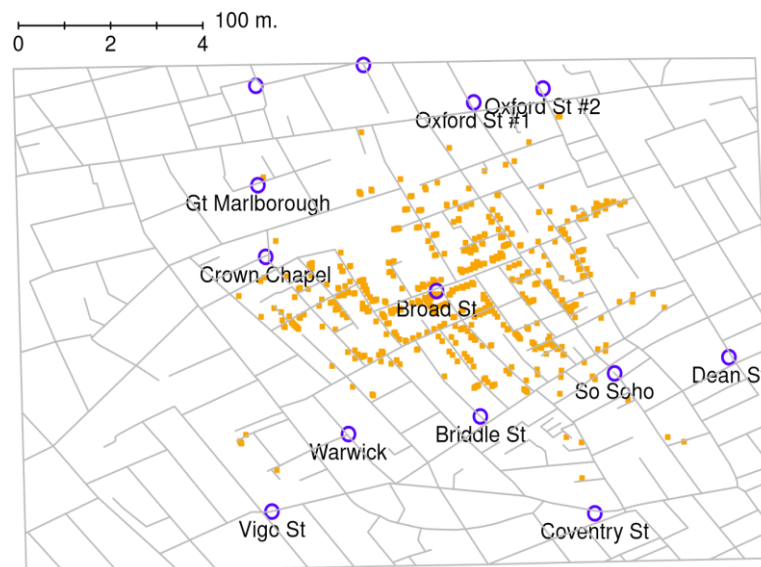 100 m.
0 2 4
Oxford St #2
Oxford St #1
Gt Marlborough
Crown Chapel
Broad St
Dean S
So Soho
Briddle St
Warwick
Vigo St
Coventry St